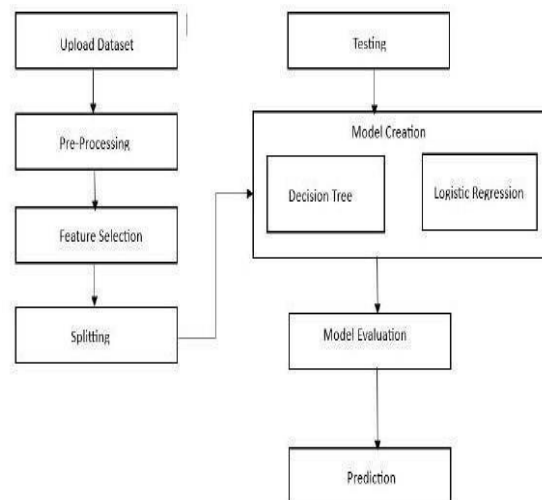 Upload Dataset
Pre-Processing
Feature Selection
Splitting
Testing
Model Creation
Decision Tree
Logistic Regression
Model Evaluation
Prediction